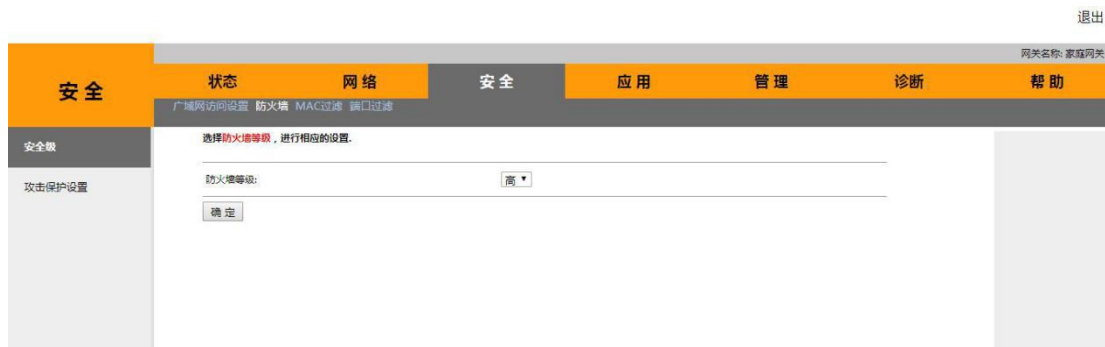 退出
网关名称: 家庭网关
安全
状态 网络 安全 应用 管理 诊断 帮助
广域网访问设置 防火墙 MAC过滤 端口过滤
安全级
选择防火墙等级，进行相应的设置.
攻击保护设置
防火墙等级: 高
确定